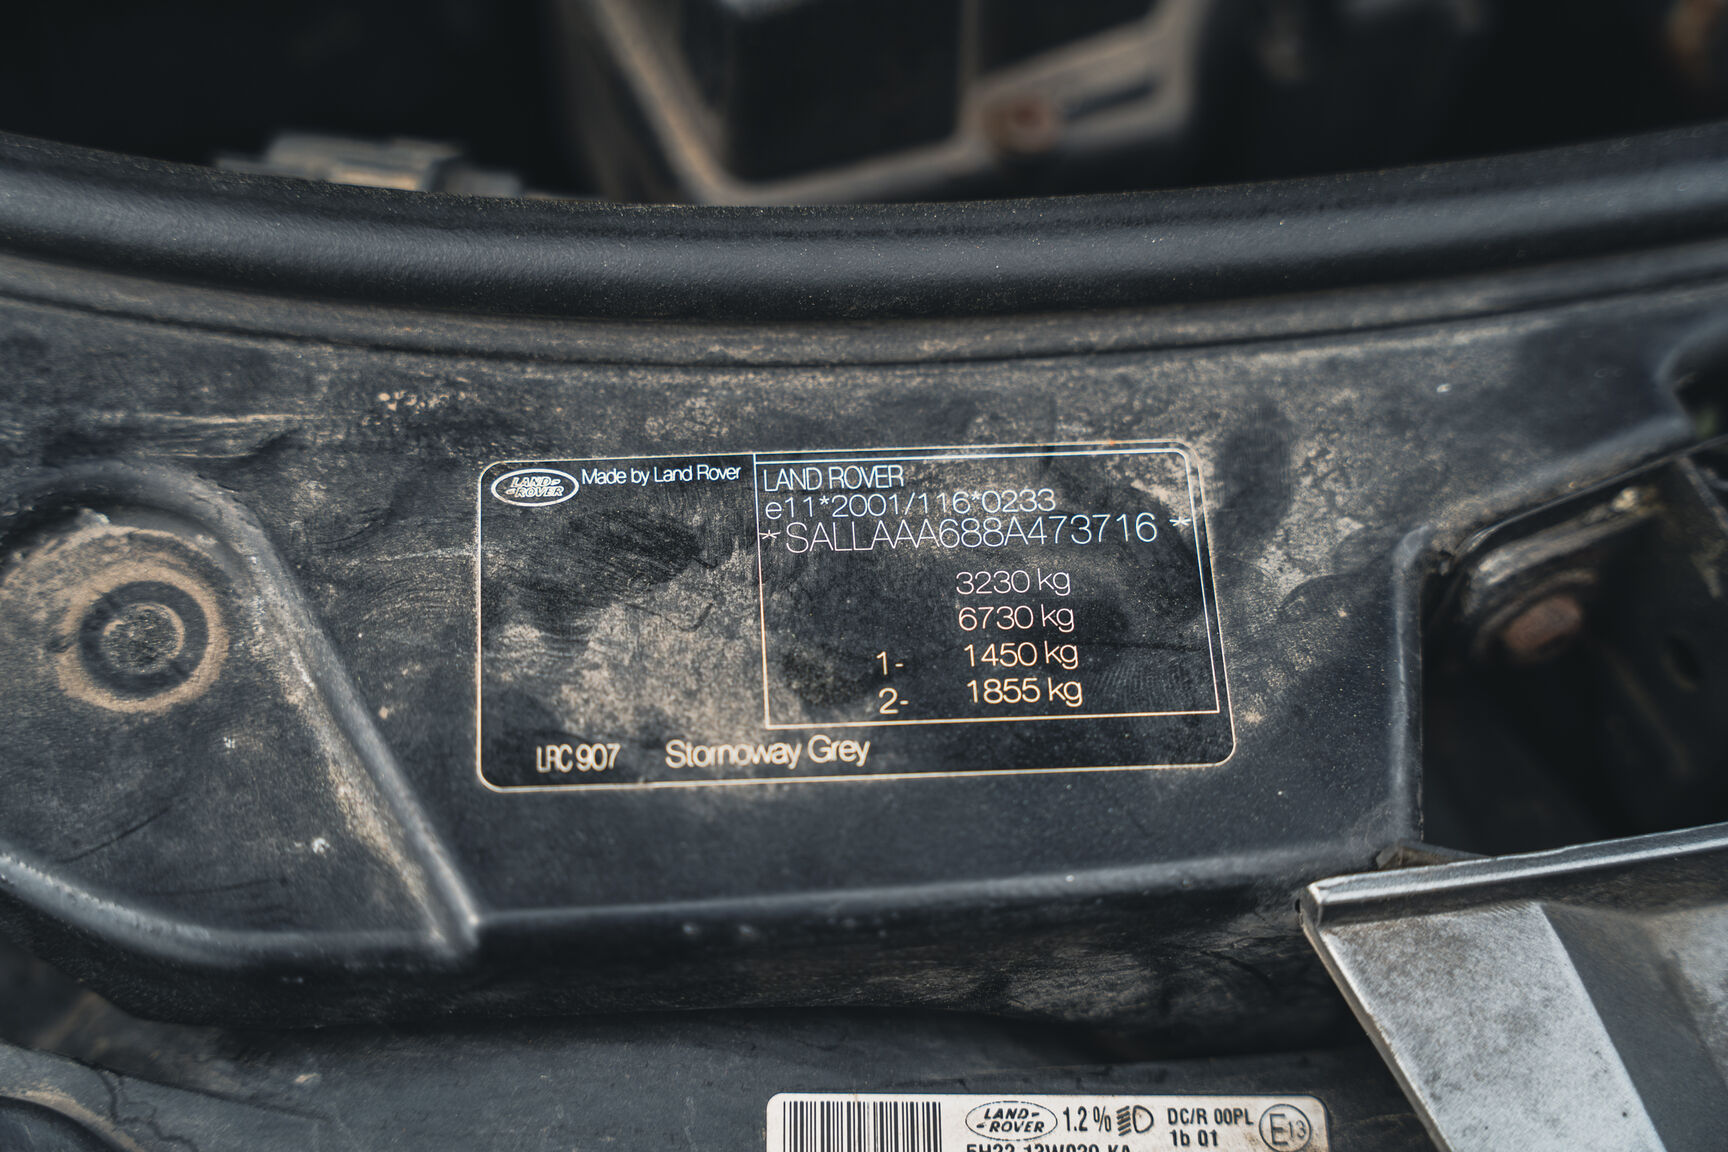 LAND-
-ROVER
Made by Land Rover
LAND ROVER
e11*2001/116*0233
*SALLAAA688A473716*
3230 kg
6730 kg
1- 1450 kg
2- 1855 kg
LRC 907 Stornoway Grey
LAND-
-ROVER
1.2% DC/R 00PL
1b 01
E13